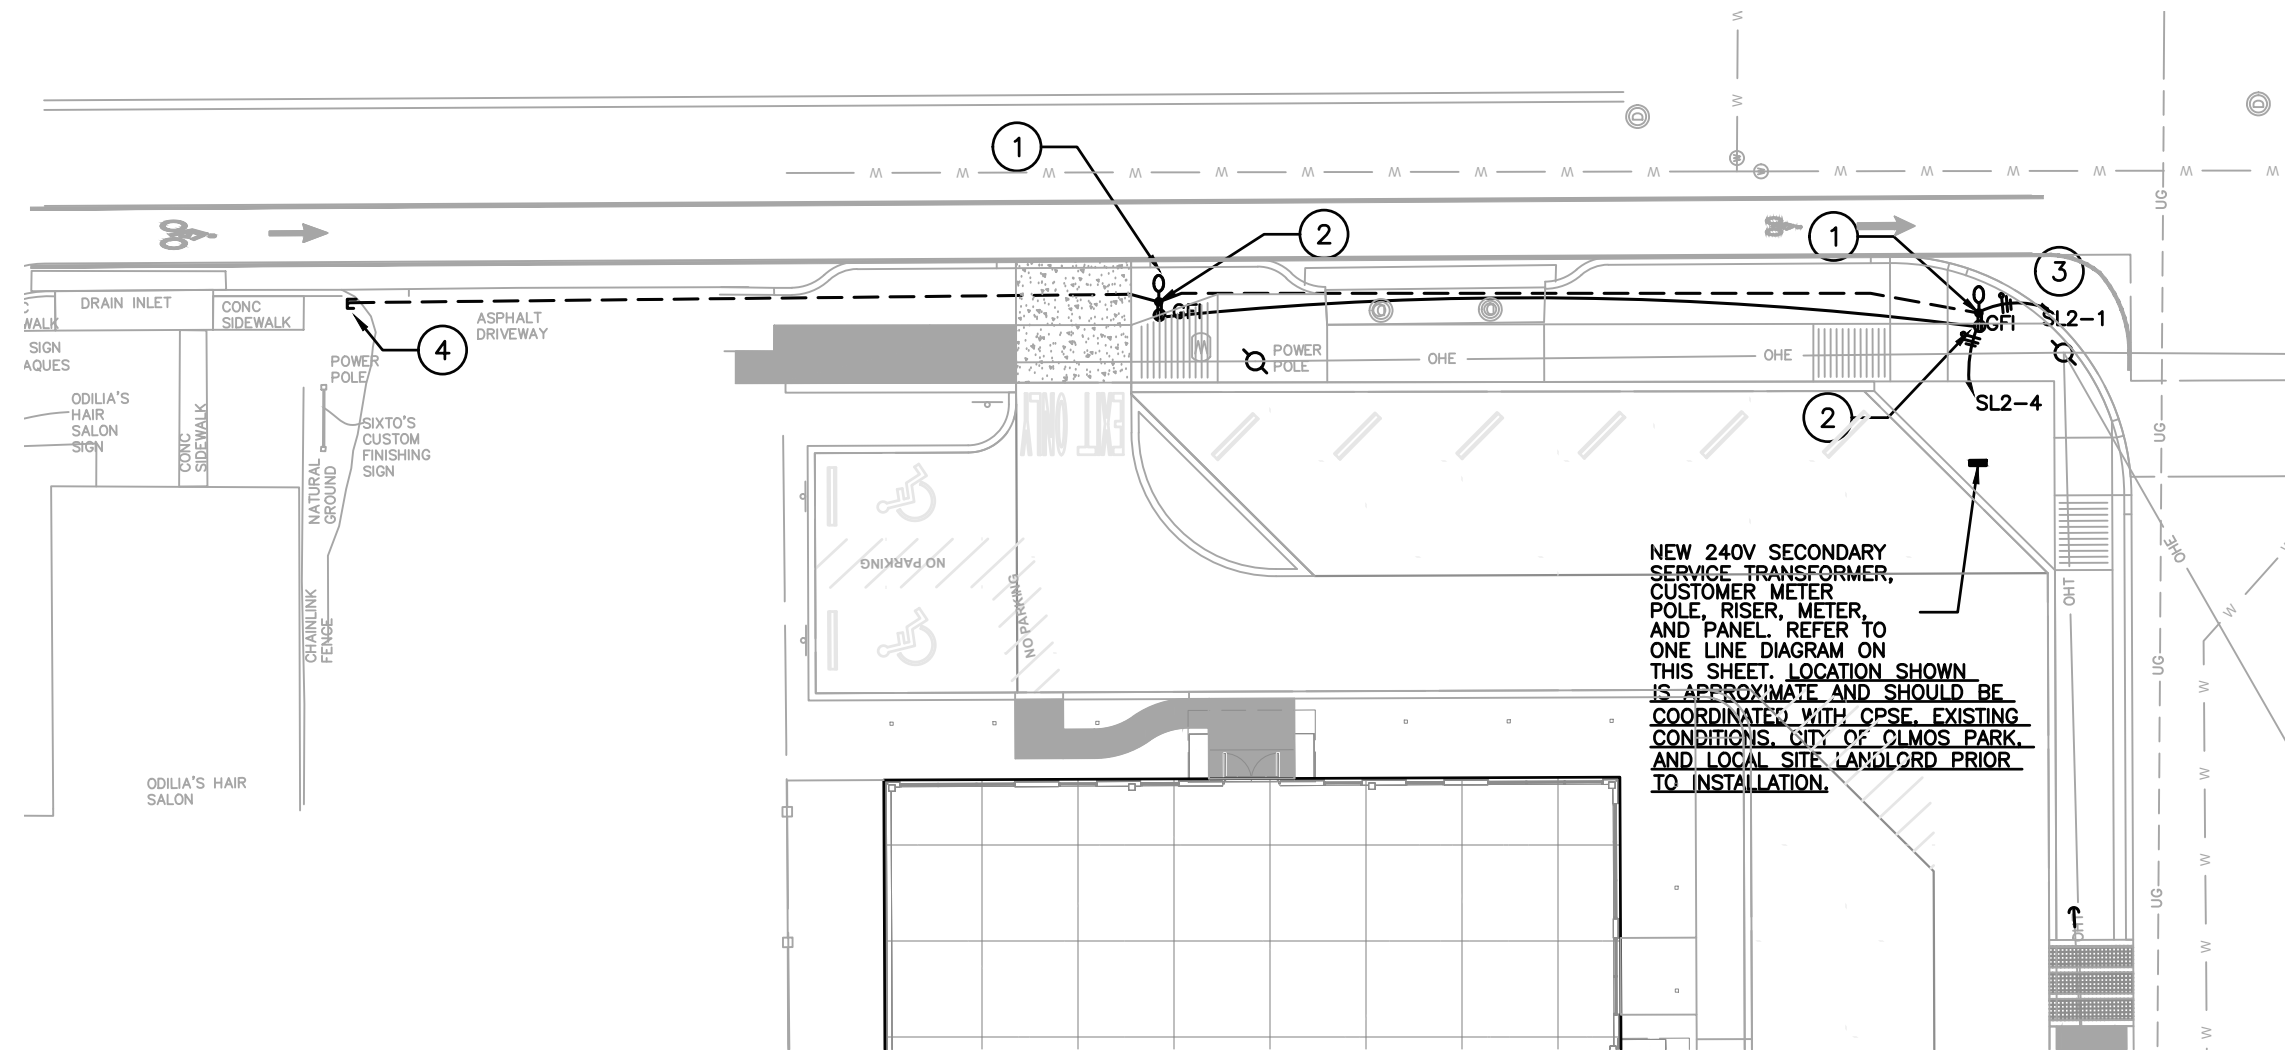 W
W
D
D
1
W W W W W W W W W W W W W W W W
W
W
UG
2
1
3
DRAIN INLET
CONC
SIDEWALK
C
WALK
SIGN
AQUES
ASPHALT
DRIVEWAY
GFI
GFI
SL2-1
4
POWER
POLE
W
POWER
POLE
OHE
OHE
2
SL2-4
ODILIA'S
HAIR
SALON
SIGN
CONC
SIDEWALK
SIXTO'S
CUSTOM
FINISHING
SIGN
NATURAL
GROUND
EXIT ONLY
UG
OHE
NO PARKING
NO PARKING
CHAINLINK
FENCE
OHT
W
NEW 240V SECONDARY
SERVICE TRANSFORMER,
CUSTOMER METER
POLE, RISER, METER,
AND PANEL. REFER TO
ONE LINE DIAGRAM ON
THIS SHEET. LOCATION SHOWN
IS APPROXIMATE AND SHOULD BE
COORDINATED WITH CPSE, EXISTING
CONDITIONS, CITY OF OLMOS PARK,
AND LOCAL SITE LANDLORD PRIOR
TO INSTALLATION.
UG
W
W
W
ODILIA'S HAIR
SALON
UG
W
W